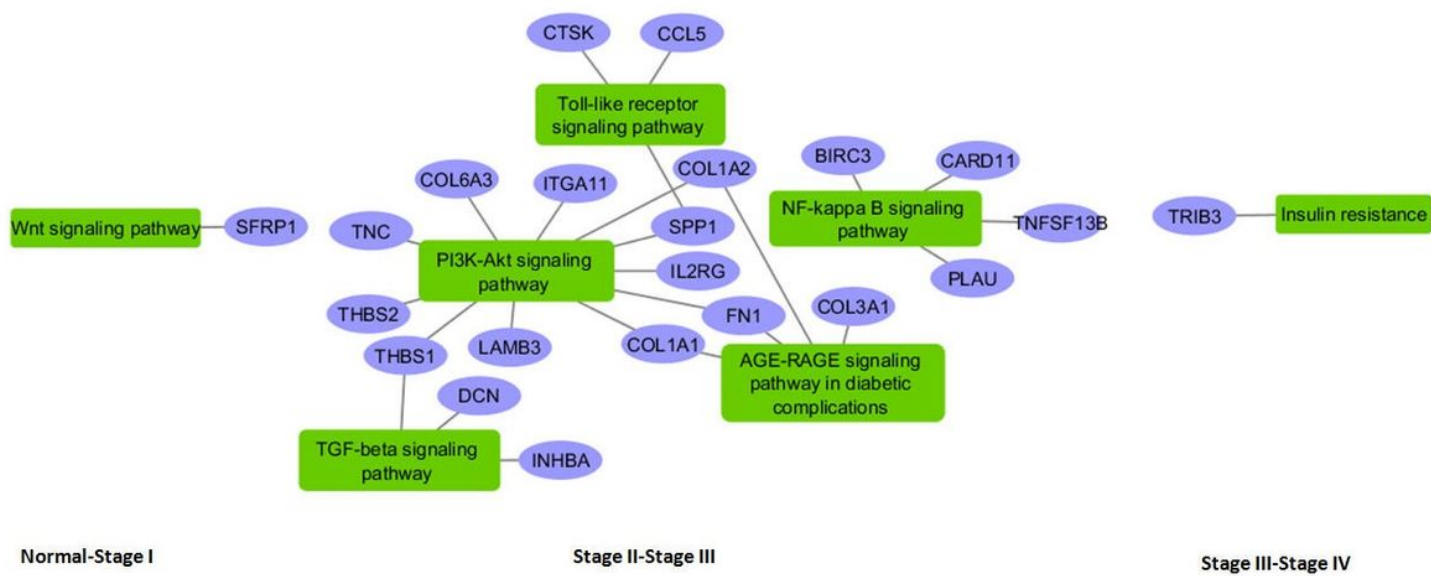 CTSK
CCL5
Toll-like receptor
signaling pathway
BIRC3
CARD11
COL6A3
ITGA11
COL1A2
Wnt signaling pathway
SFRP1
TNC
SPP1
NF-kappa B signaling
pathway
TNFSF13B
TRIB3
Insulin resistance
PI3K-Akt signaling
pathway
IL2RG
PLAU
THBS2
FN1
COL3A1
THBS1
LAMB3
COL1A1
AGE-RAGE signaling
pathway in diabetic
complications
DCN
TGF-beta signaling
pathway
INHBA
Normal-Stage I
Stage II-Stage III
Stage III-Stage IV